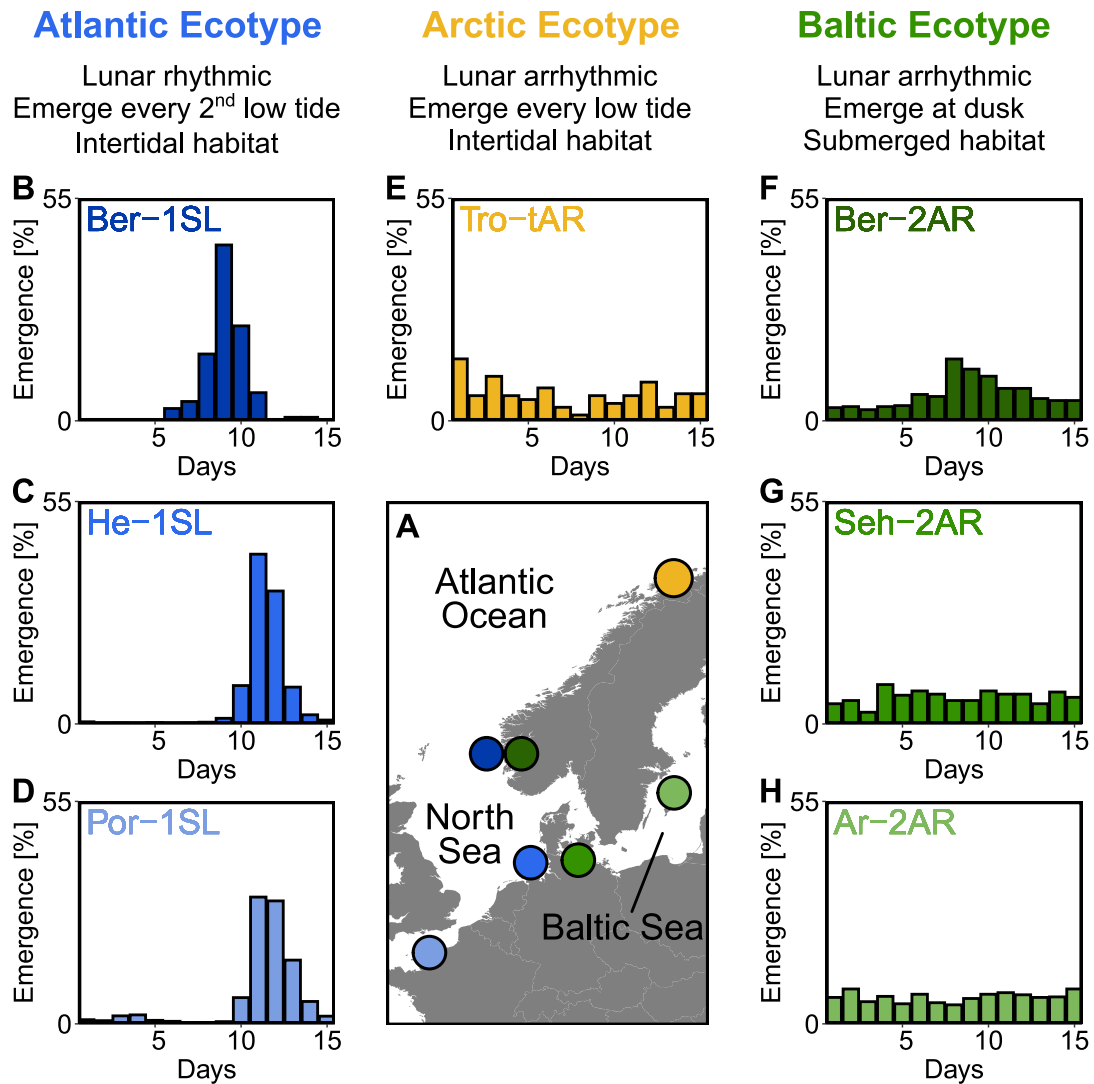 Atlantic Ecotype
Lunar rhythmic
Emerge every 2nd low tide
Intertidal habitat
Arctic Ecotype
Lunar arrhythmic
Emerge every low tide
Intertidal habitat
Baltic Ecotype
Lunar arrhythmic
Emerge at dusk
Submerged habitat
B
55
Ber-1SL
Emergence [%]
0
5
10
15
Days
E
55
Tro-tAR
Emergence [%]
0
5
10
15
Days
F
55
Ber-2AR
Emergence [%]
0
5
10
15
Days
C
55
He-1SL
Emergence [%]
0
5
10
15
Days
A
Atlantic
Ocean
North
Sea
Baltic Sea
G
55
Seh-2AR
Emergence [%]
0
5
10
15
Days
D
55
Por-1SL
Emergence [%]
0
5
10
15
Days
H
55
Ar-2AR
Emergence [%]
0
5
10
15
Days